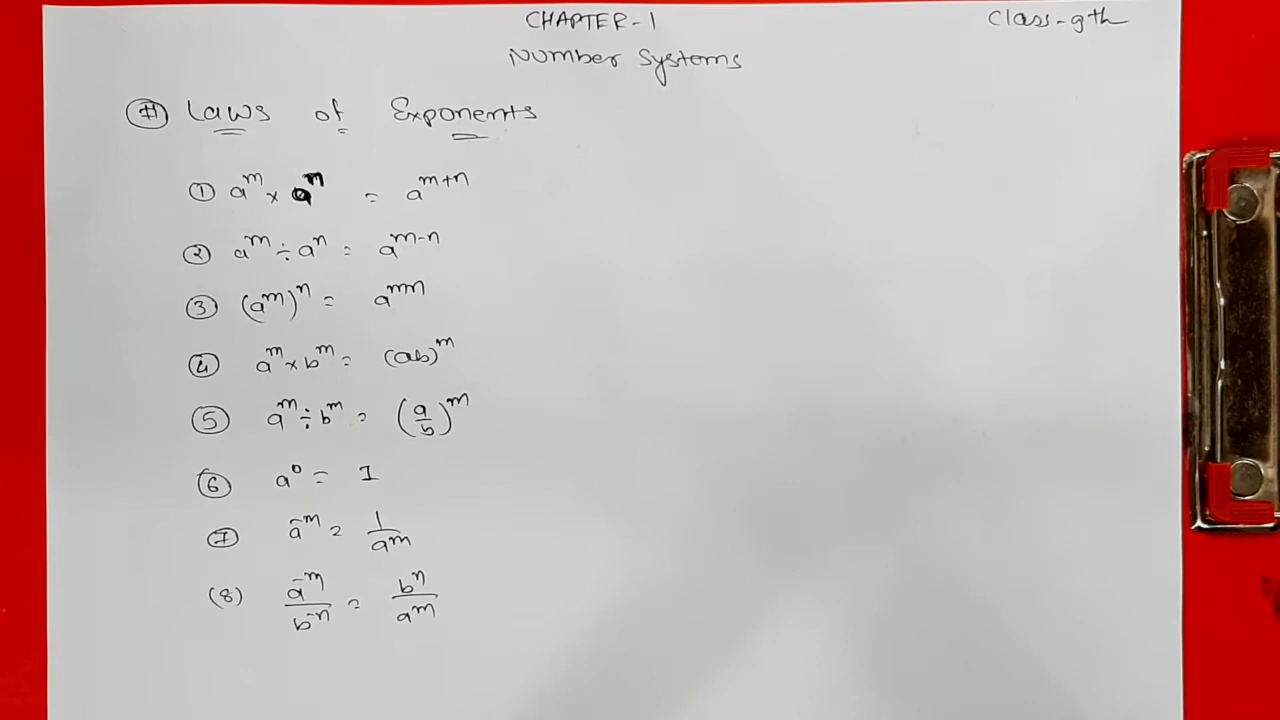 CHAPTER-1
Class-9th
Number Systems
# Laws of Exponents
① a^m × a^n = a^(m+n)
② a^m ÷ a^n = a^(m-n)
③ (a^m)^n = a^(mn)
④ a^m × b^m = (ab)^m
⑤ a^m ÷ b^m = (a/b)^m
⑥ a^0 = 1
⑦ a^(-m) = 1/a^m
(8) a^(-m)/b^(-n) = b^n/a^m